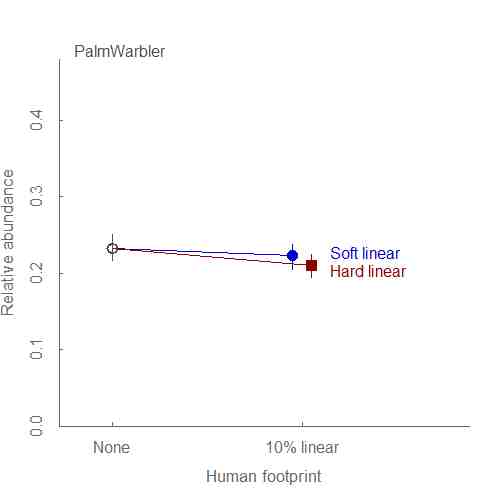 PalmWarbler
Relative abundance
0.4
0.3
0.2
0.1
0.0
Soft linear
Hard linear
None
10% linear
Human footprint